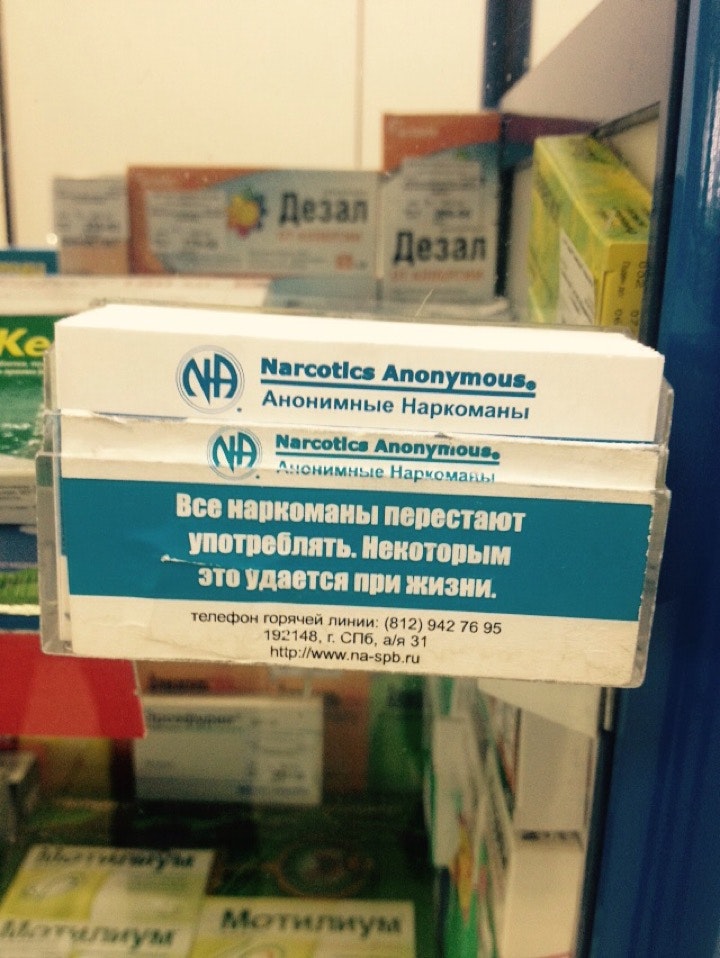 Дезал
Дезал
Ке
NA Narcotics Anonymous®
Анонимные Наркоманы
NA Narcotics Anonymous®
Анонимные Наркоманы
Все наркоманы перестают
употреблять. Некоторым
это удается при жизни.
телефон горячей линии: (812) 942 76 95
192148, г. СПб, а/я 31
http://www.na-spb.ru
Мотилиум
Мотилиум
Мотилиум